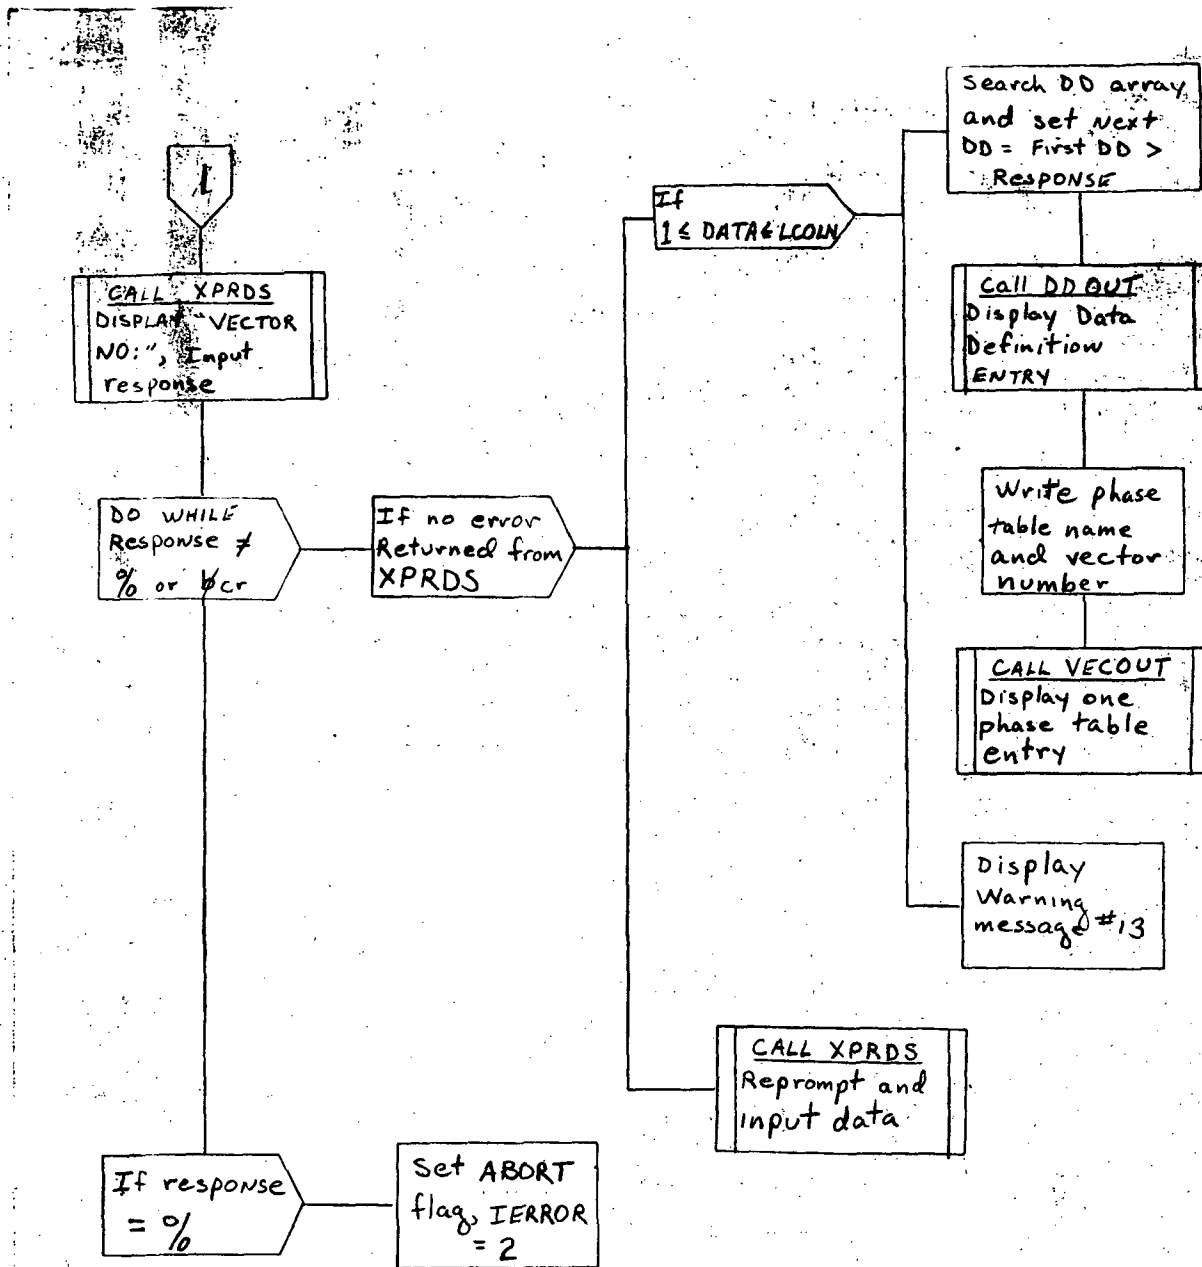 1
CALL XPRDS
DISPLAY "VECTOR
NO:", Input
response
DO WHILE
Response ≠
% or b̸cr
If no error
Returned from
XPRDS
If
1 ≤ DATA ≤ LCOLN
Search DD array
and set Next
DD = First DD >
RESPONSE
Call DDOUT
Display Data
Definition
ENTRY
Write phase
table name
and vector
number
CALL VECOUT
Display one
phase table
entry
Display
Warning
message #13
CALL XPRDS
Reprompt and
input data
If response
= %
Set ABORT
flag, IERROR
= 2